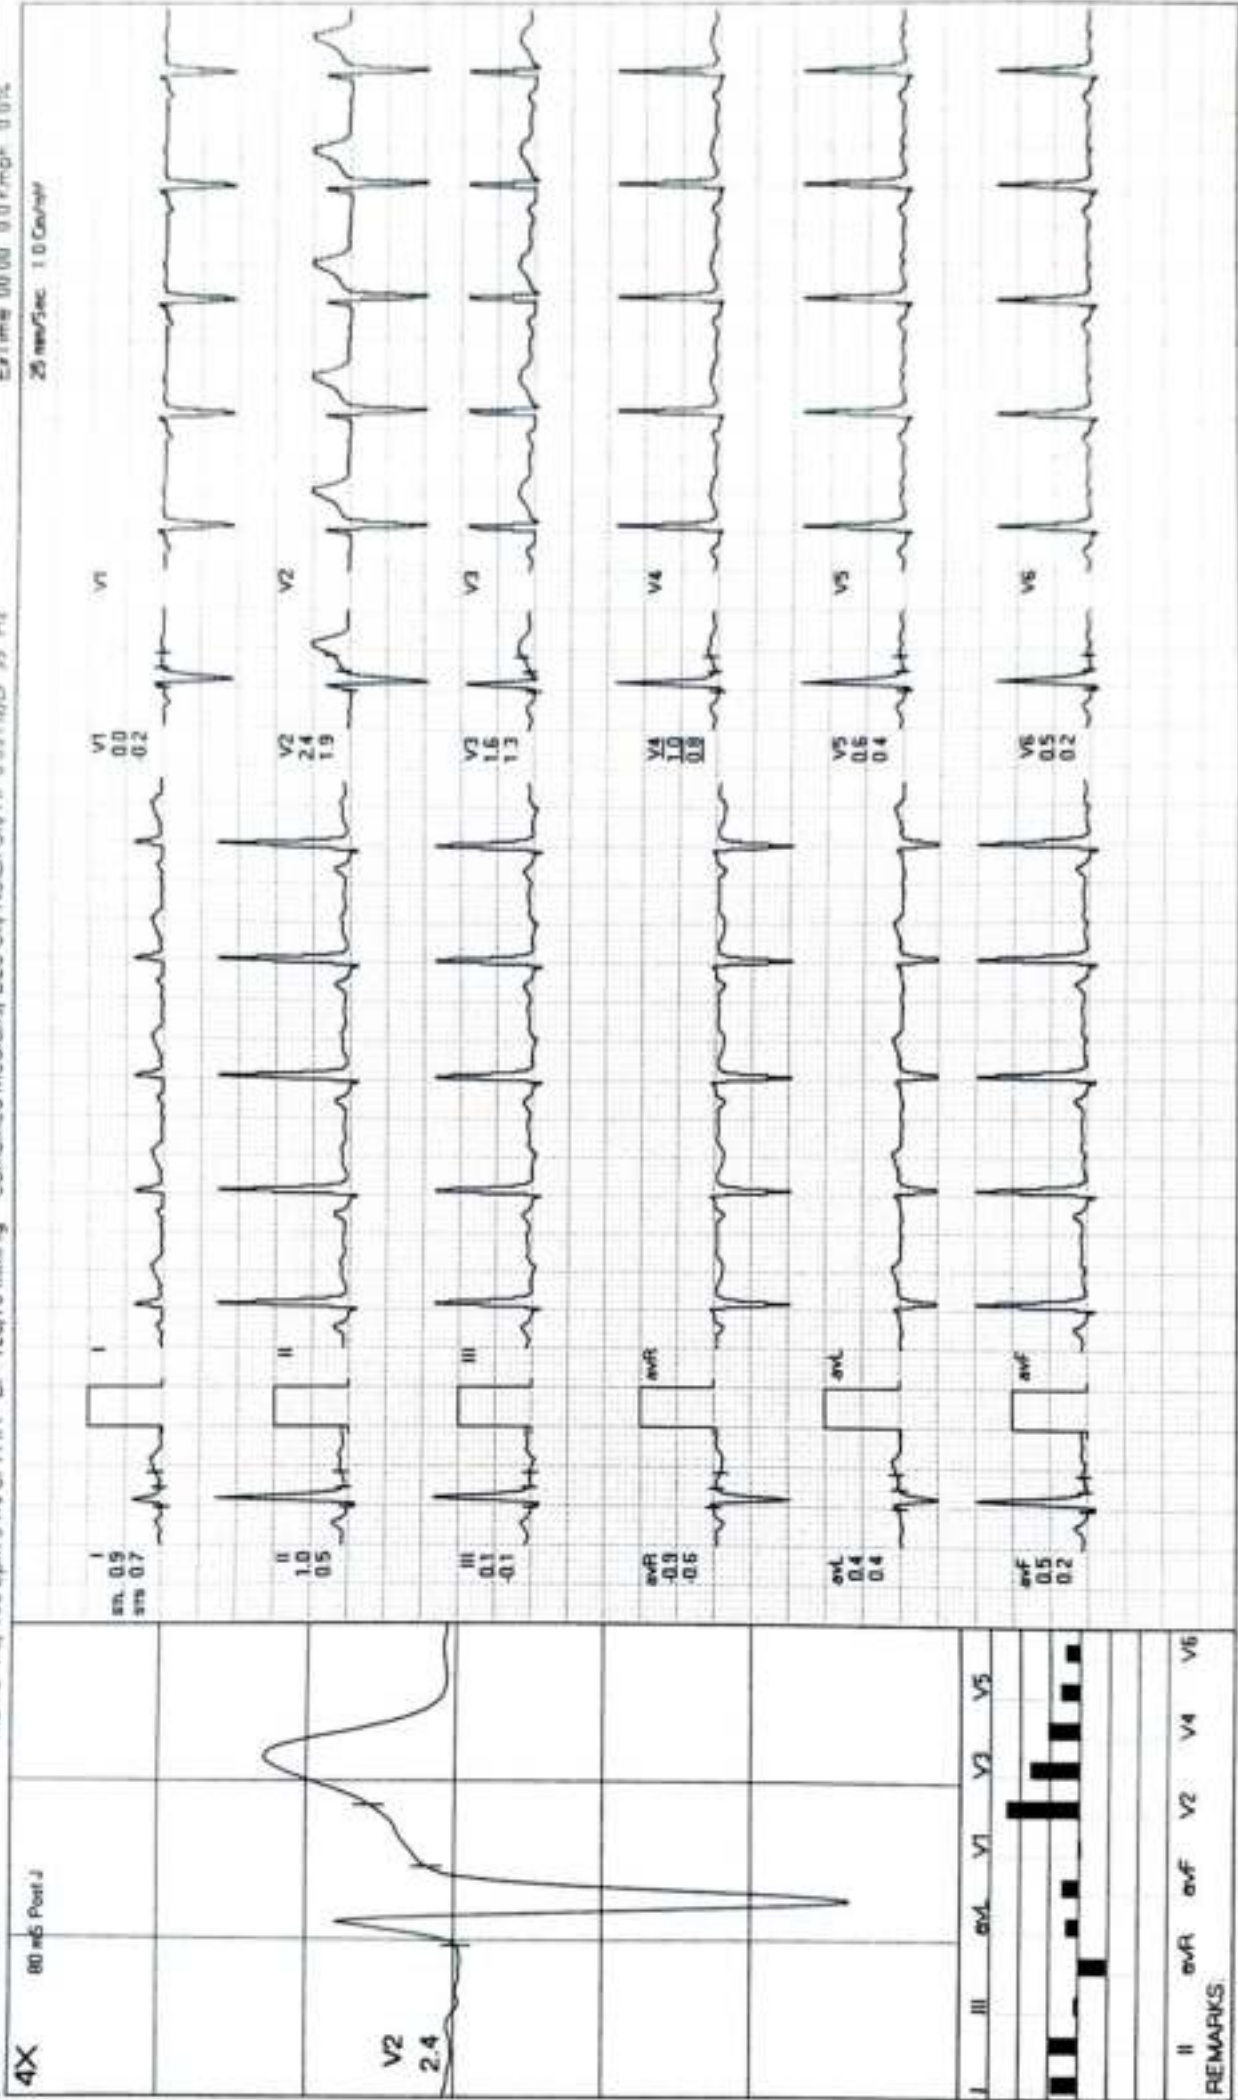 4X
80 mS Post J
V2
2.4
25 mm/Sec. 1.0 Cm/mV
I
STL 0.9
STS 0.7
I
V1
0.0
-0.2
V1
II
1.0
0.5
II
V2
2.4
1.9
V2
III
0.1
-0.1
III
V3
1.6
1.3
V3
avR
-0.9
-0.6
avR
V4
1.0
0.8
V4
avL
0.4
0.4
avL
V5
0.6
0.4
V5
avF
0.5
0.2
avF
V6
0.5
0.2
V6
I III avL V1 V3 V5
II avR avF V2 V4 V6
REMARKS: